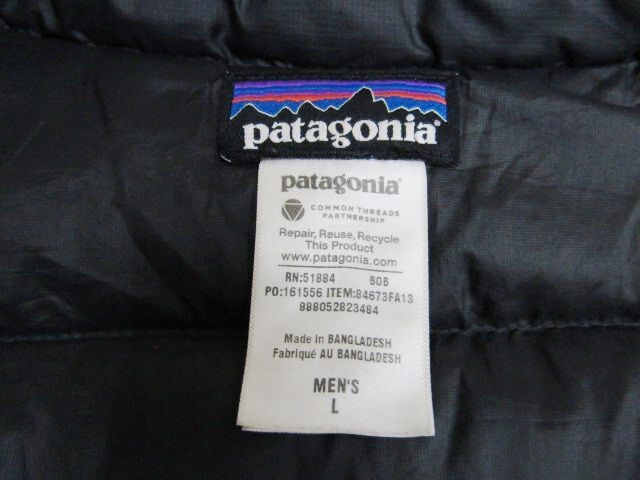 patagonia®
patagonia®
COMMON THREADS
PARTNERSHIP
Repair, Reuse, Recycle
This Product
www.patagonia.com
RN:51884 BOB
PO:161556 ITEM:84673FA13
888052823484
Made in BANGLADESH
Fabriqué AU BANGLADESH
MEN'S
L